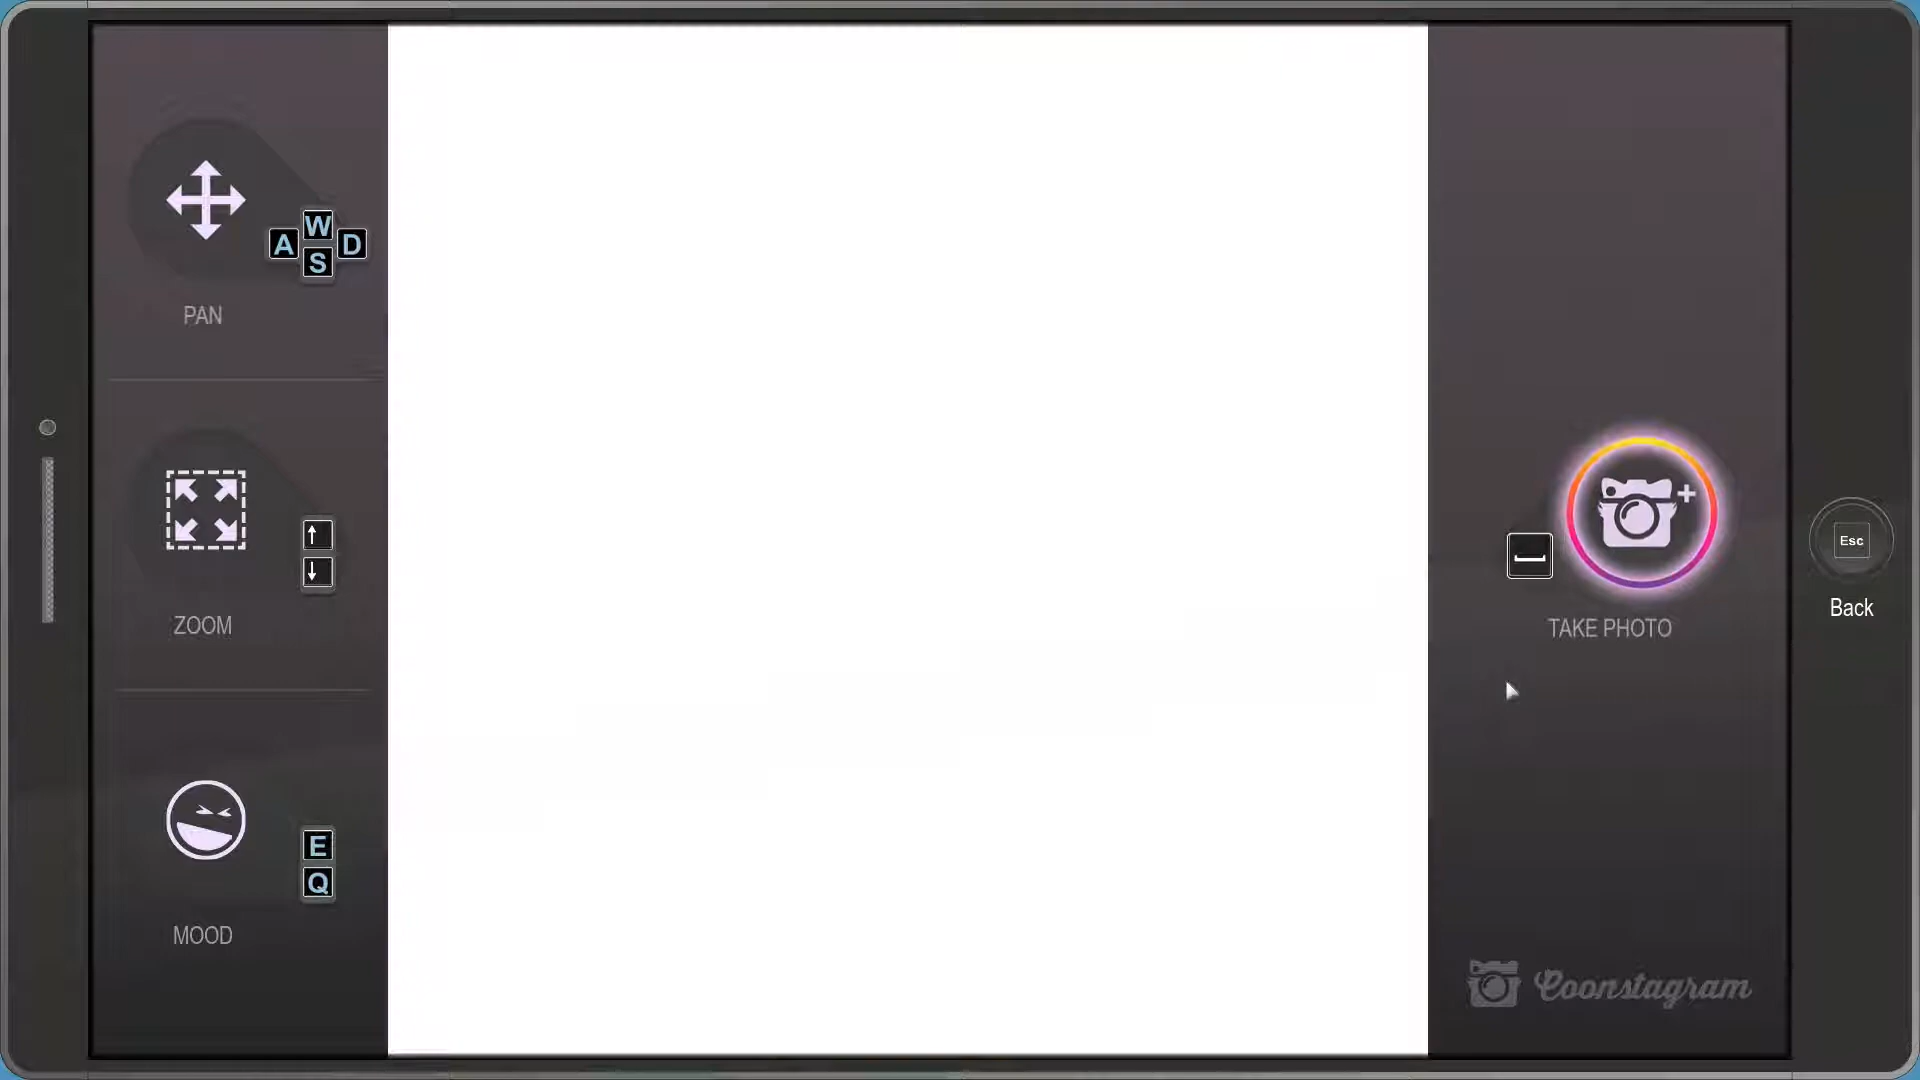 W
A D
S
PAN
↑
↓
ZOOM
E
Q
MOOD
TAKE PHOTO
Esc
Back
Coonstagram